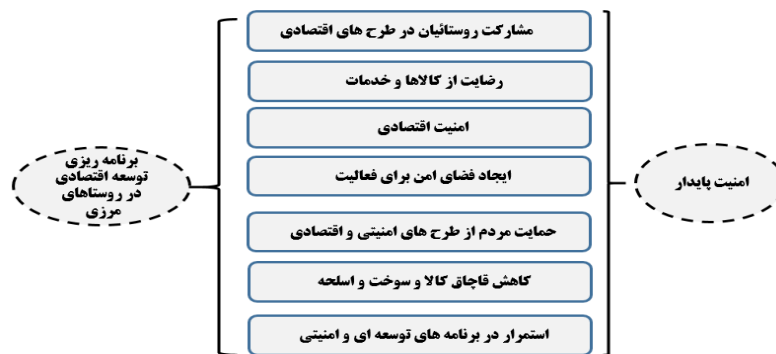 مشارکت روستائیان در طرح های اقتصادی
رضایت از کالاها و خدمات
امنیت اقتصادی
ایجاد فضای امن برای فعالیت
حمایت مردم از طرح های امنیتی و اقتصادی
کاهش قاچاق کالا و سوخت و اسلحه
استمرار در برنامه های توسعه ای و امنیتی
امنیت پایدار
برنامه ریزی
توسعه اقتصادی
در روستاهای
مرزی